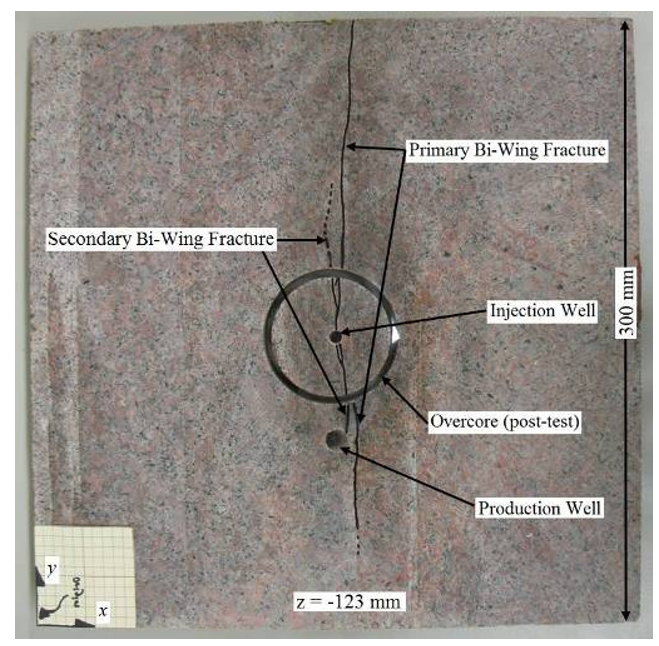 Primary Bi-Wing Fracture
Secondary Bi-Wing Fracture
Injection Well
300 mm
Overcore (post-test)
Production Well
y
x
z = -123 mm